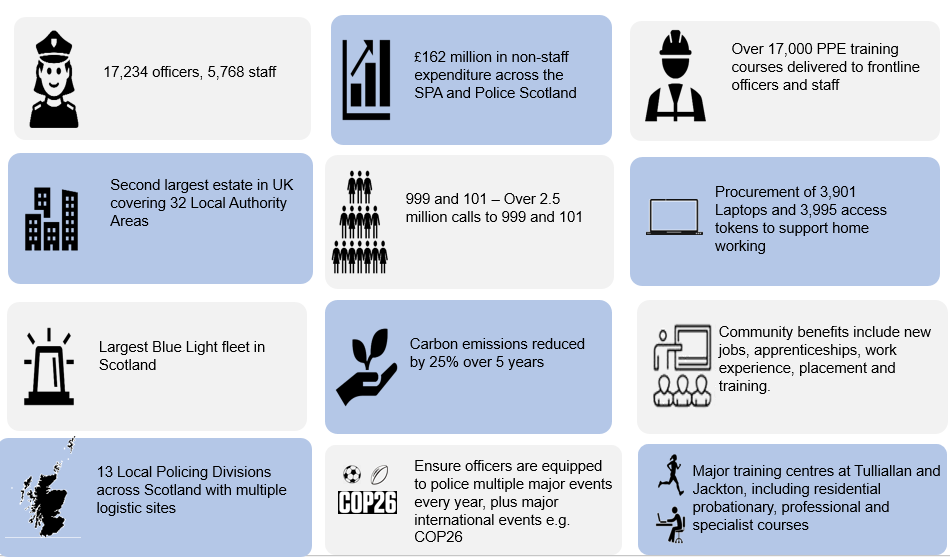 17,234 officers, 5,768 staff
£162 million in non-staff
expenditure across the
SPA and Police Scotland
Over 17,000 PPE training
courses delivered to frontline
officers and staff
Second largest estate in UK
covering 32 Local Authority
Areas
999 and 101 – Over 2.5
million calls to 999 and 101
Procurement of 3,901
Laptops and 3,995 access
tokens to support home
working
Largest Blue Light fleet in
Scotland
Carbon emissions reduced
by 25% over 5 years
Community benefits include new
jobs, apprenticeships, work
experience, placement and
training.
13 Local Policing Divisions
across Scotland with multiple
logistic sites
COP26
Ensure officers are equipped
to police multiple major events
every year, plus major
international events e.g.
COP26
Major training centres at Tulliallan and
Jackton, including residential
probationary, professional and
specialist courses